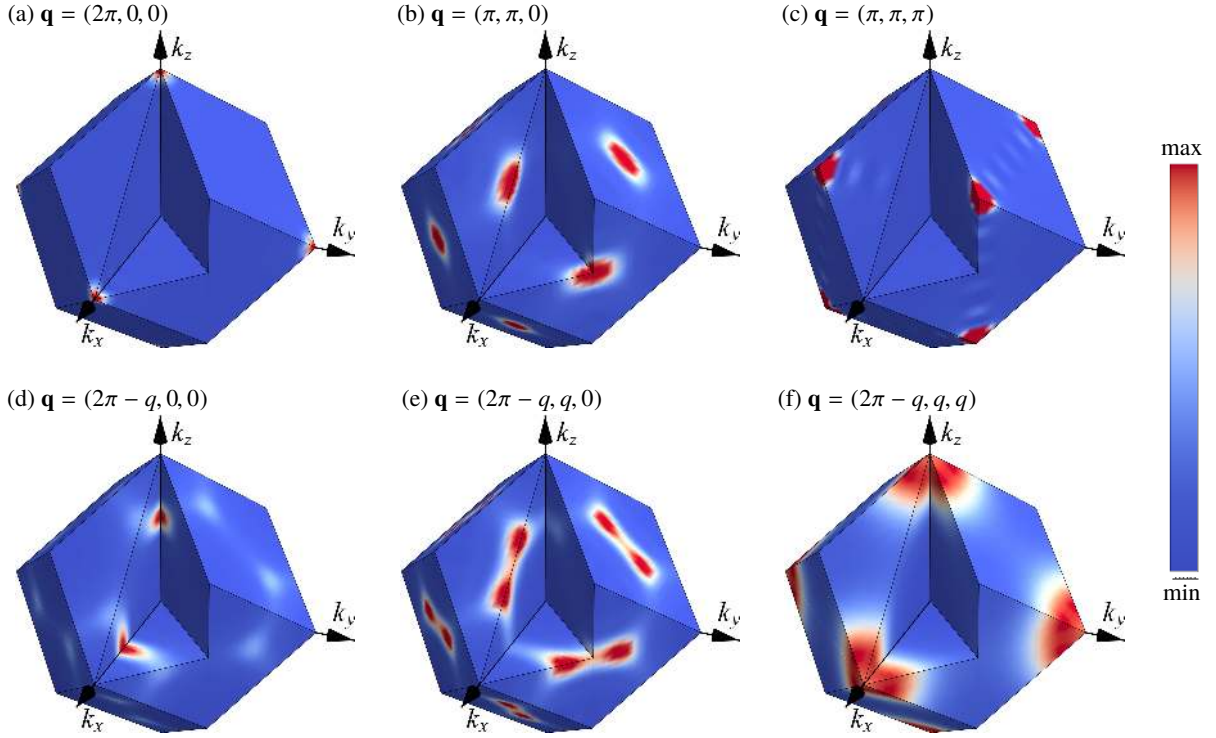 (a) q = (2π, 0, 0)
(b) q = (π, π, 0)
(c) q = (π, π, π)
k_z
k_z
k_z
k_y
k_y
k_y
k_x
k_x
k_x
max
min
(d) q = (2π − q, 0, 0)
(e) q = (2π − q, q, 0)
(f) q = (2π − q, q, q)
k_z
k_z
k_z
k_y
k_y
k_y
k_x
k_x
k_x